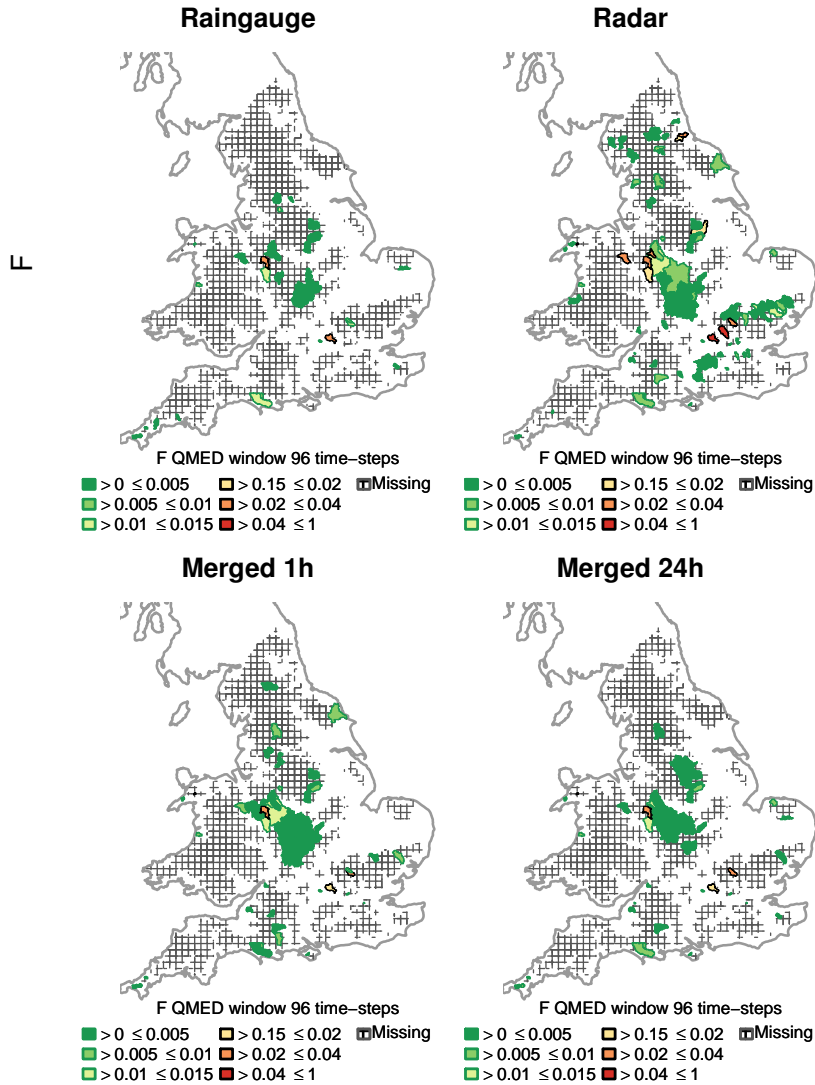 Raingauge
Radar
F
F QMED window 96 time−steps
> 0 ≤ 0.005 > 0.15 ≤ 0.02 Missing
> 0.005 ≤ 0.01 > 0.02 ≤ 0.04
> 0.01 ≤ 0.015 > 0.04 ≤ 1
F QMED window 96 time−steps
> 0 ≤ 0.005 > 0.15 ≤ 0.02 Missing
> 0.005 ≤ 0.01 > 0.02 ≤ 0.04
> 0.01 ≤ 0.015 > 0.04 ≤ 1
Merged 1h
Merged 24h
F QMED window 96 time−steps
> 0 ≤ 0.005 > 0.15 ≤ 0.02 Missing
> 0.005 ≤ 0.01 > 0.02 ≤ 0.04
> 0.01 ≤ 0.015 > 0.04 ≤ 1
F QMED window 96 time−steps
> 0 ≤ 0.005 > 0.15 ≤ 0.02 Missing
> 0.005 ≤ 0.01 > 0.02 ≤ 0.04
> 0.01 ≤ 0.015 > 0.04 ≤ 1